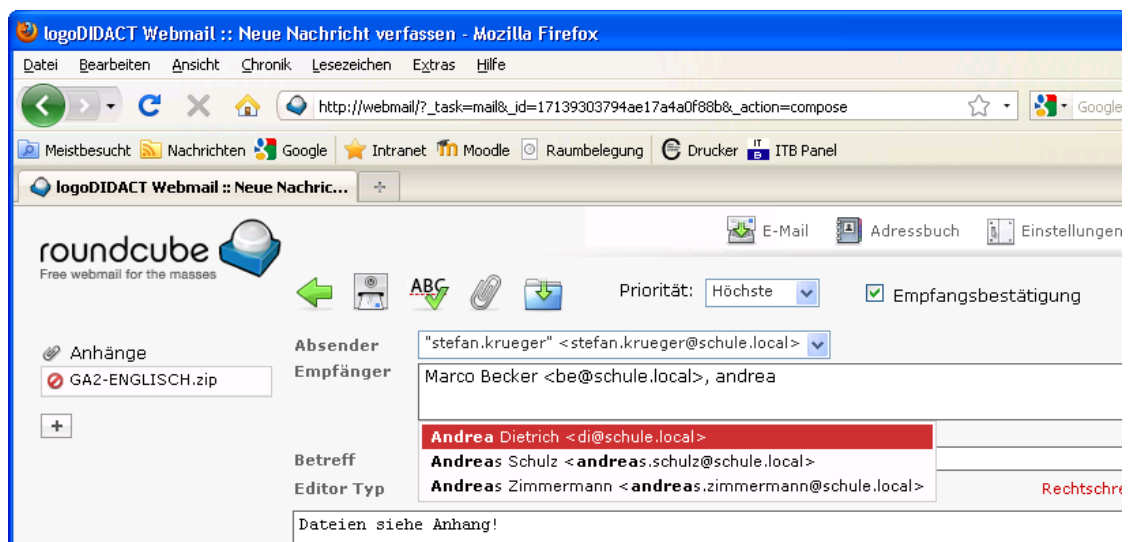 logoDIDACT Webmail :: Neue Nachricht verfassen - Mozilla Firefox
Datei Bearbeiten Ansicht Chronik Lesezeichen Extras Hilfe
http://webmail/?_task=mail&_id=17139303794ae17a4a0f88b&_action=compose Google
Meistbesucht Nachrichten Google Intranet Moodle Raumbelegung Drucker ITB Panel
logoDIDACT Webmail :: Neue Nachric...
E-Mail Adressbuch Einstellungen
roundcube
Free webmail for the masses
ABC Priorität: Höchste Empfangsbestätigung
Absender "stefan.krueger" <stefan.krueger@schule.local>
Anhänge
Empfänger Marco Becker <be@schule.local>, andrea
GA2-ENGLISCH.zip
Andrea Dietrich <di@schule.local>
Betreff Andreas Schulz <andreas.schulz@schule.local>
Editor Typ Andreas Zimmermann <andreas.zimmermann@schule.local> Rechtschre
Dateien siehe Anhang!